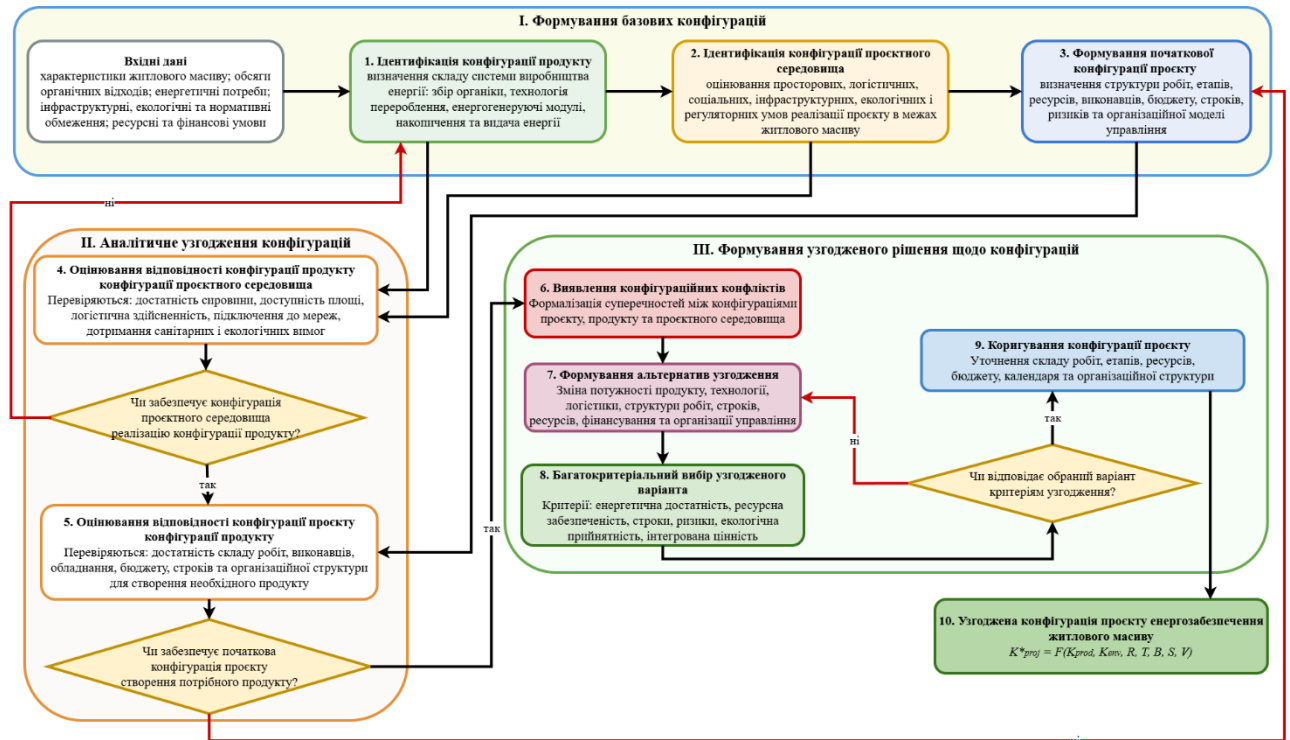 І. Формування базових конфігурацій
Вхідні дані
характеристики житлового масиву; обсяги
органічних відходів; енергетичні потреби;
інфраструктурні, екологічні та нормативні
обмеження; ресурсні та фінансові умови
1. Ідентифікація конфігурації продукту
визначення складу системи виробництва
енергії: збір органіки, технологія
перероблення, енергогенеруючі модулі,
накопичення та видача енергії
2. Ідентифікація конфігурації проєктного
середовища
оцінювання просторових, логістичних,
соціальних, інфраструктурних, екологічних і
регуляторних умов реалізації проєкту в межах
житлового масиву
3. Формування початкової
конфігурації проєкту
визначення структури робіт, етапів,
ресурсів, виконавців, бюджету, строків,
ризиків та організаційної моделі
управління
ні
ІІ. Аналітичне узгодження конфігурацій
4. Оцінювання відповідності конфігурації продукту
конфігурації проєктного середовища
Перевіряються: достатність сировини, доступність площі,
логістична здійсненність, підключення до мереж,
дотримання санітарних і екологічних вимог
Чи забезпечує конфігурація
проєктного середовища
реалізацію конфігурації продукту?
так
5. Оцінювання відповідності конфігурації проєкту
конфігурації продукту
Перевіряються: достатність складу робіт, виконавців,
обладнання, бюджету, строків та організаційної структури
для створення необхідного продукту
Чи забезпечує початкова
конфігурація проєкту
створення потрібного продукту?
так
ІІІ. Формування узгодженого рішення щодо конфігурацій
6. Виявлення конфігураційних конфліктів
Формалізація суперечностей між конфігураціями
проєкту, продукту та проєктного середовища
7. Формування альтернатив узгодження
Зміна потужності продукту, технології,
логістики, структури робіт, строків,
ресурсів, фінансування та організації управління
8. Багатокритеріальний вибір узгодженого
варіанта
Критерії: енергетична достатність, ресурсна
забезпеченість, строки, ризики, екологічна
прийнятність, інтегрована цінність
ні
9. Коригування конфігурації проєкту
Уточнення складу робіт, етапів, ресурсів,
бюджету, календаря та організаційної структури
так
Чи відповідає обраний варіант
критеріям узгодження?
10. Узгоджена конфігурація проєкту енергозабезпечення
житлового масиву
K*proj = F(Kprod, Kenv, R, T, B, S, V)